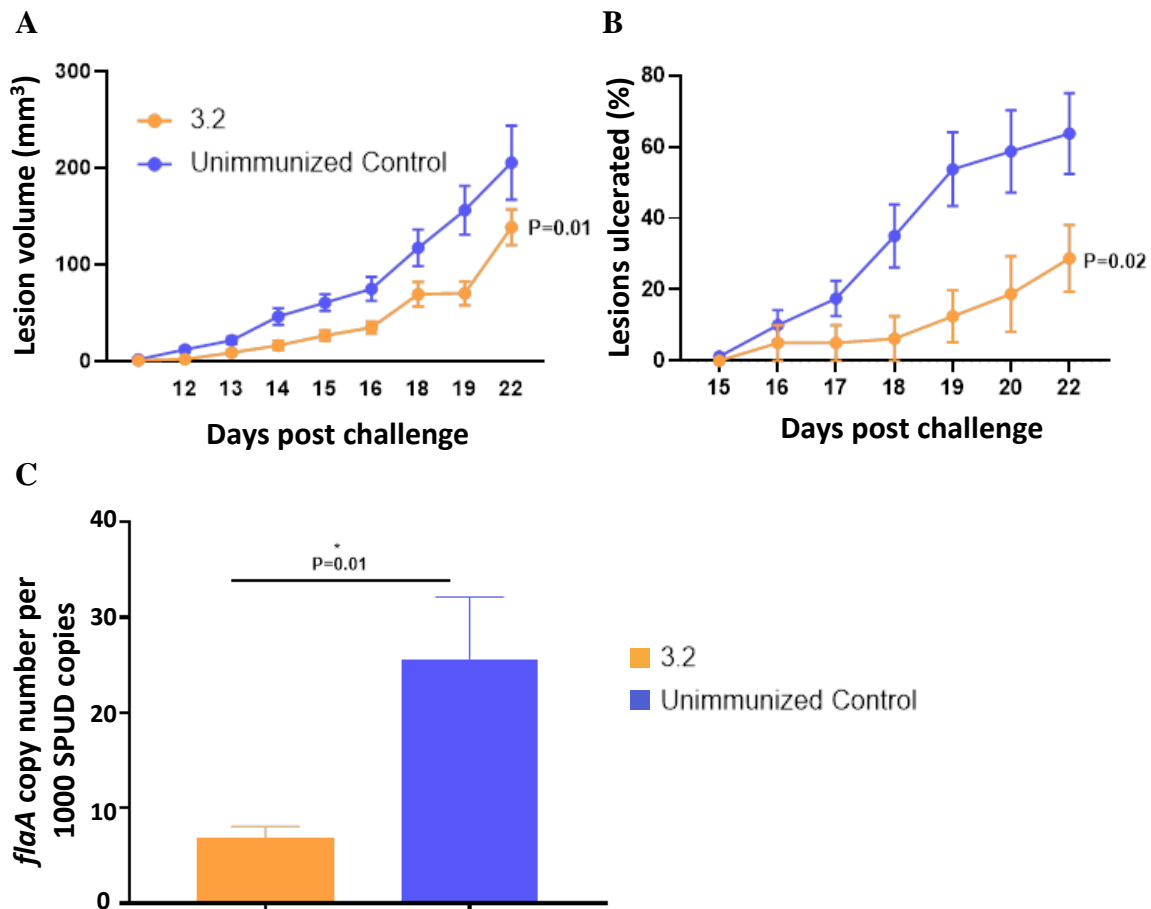 A
Lesion volume (mm³)
300
200
100
0
3.2
Unimmunized Control
P=0.01
12 13 14 15 16 18 19 22
Days post challenge
B
Lesions ulcerated (%)
80
60
40
20
0
P=0.02
15 16 17 18 19 20 22
Days post challenge
C
flaA copy number per
1000 SPUD copies
40
30
20
10
0
*
P=0.01
3.2
Unimmunized Control